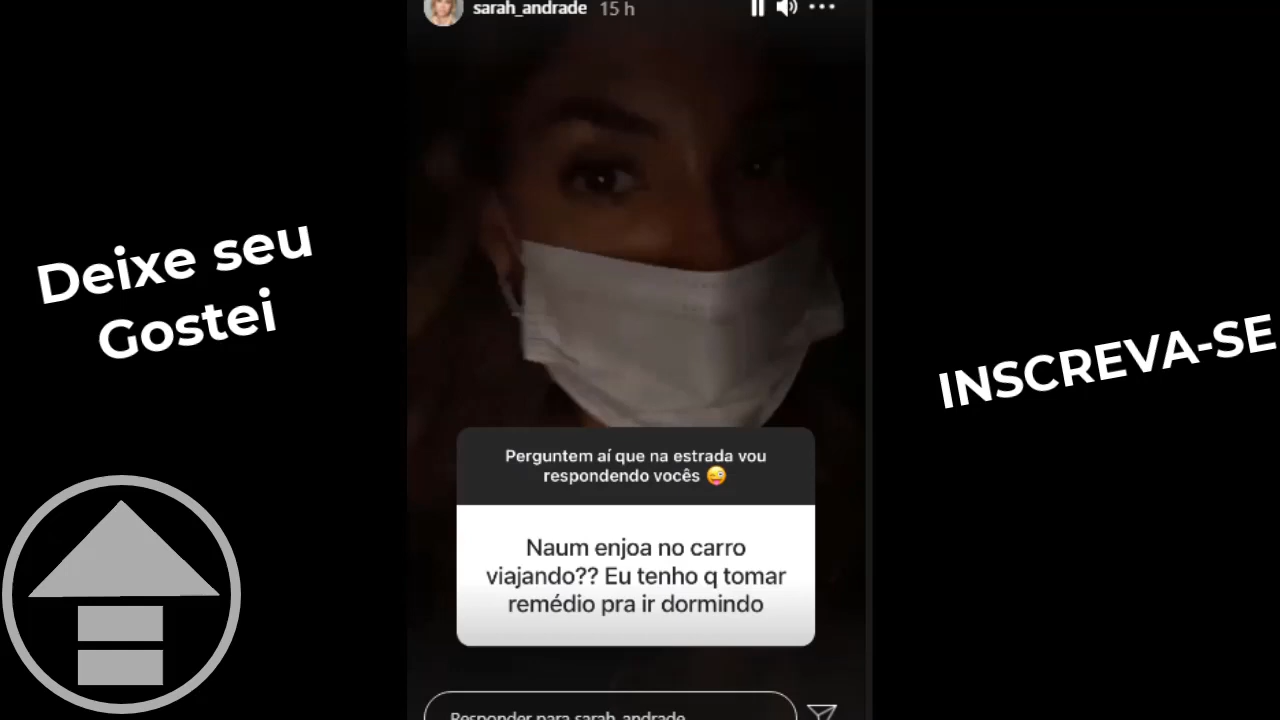 sarah_andrade 15 h
Deixe seu
Gostei
INSCREVA-SE
Perguntem aí que na estrada vou
respondendo vocês 😜
Naum enjoa no carro
viajando?? Eu tenho q tomar
remédio pra ir dormindo
Responder para sarah_andrade